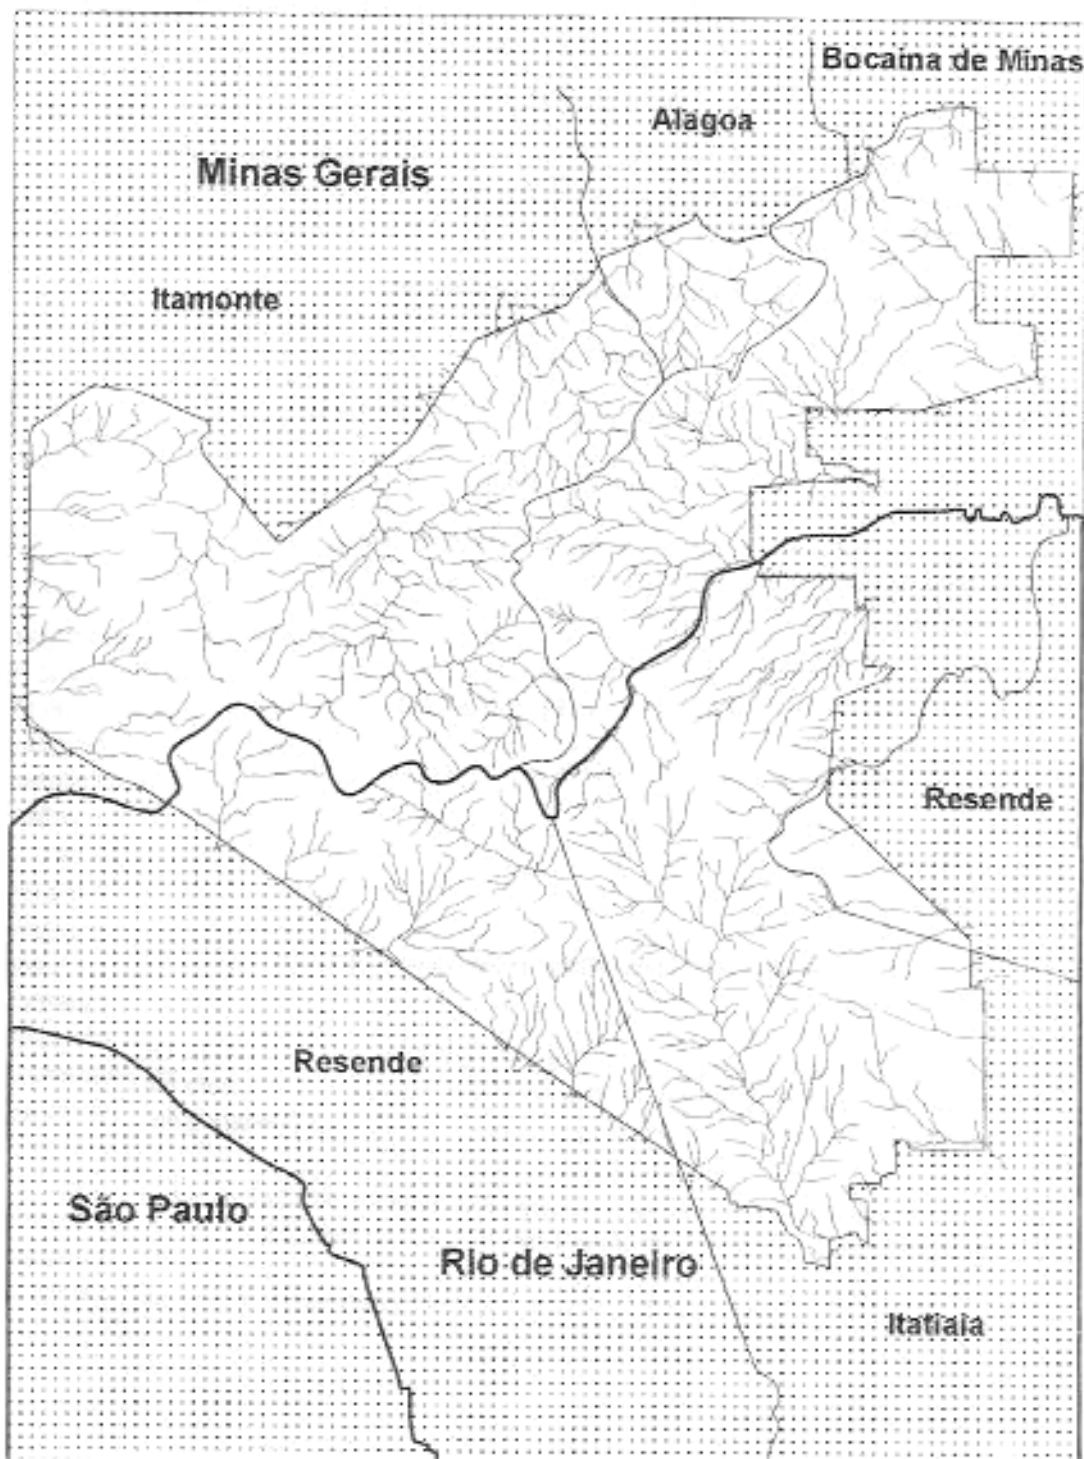 Bocaina de Minas
Alagoa
Minas Gerais
Itamonte
Resende
Resende
São Paulo
Rio de Janeiro
Itatiaia